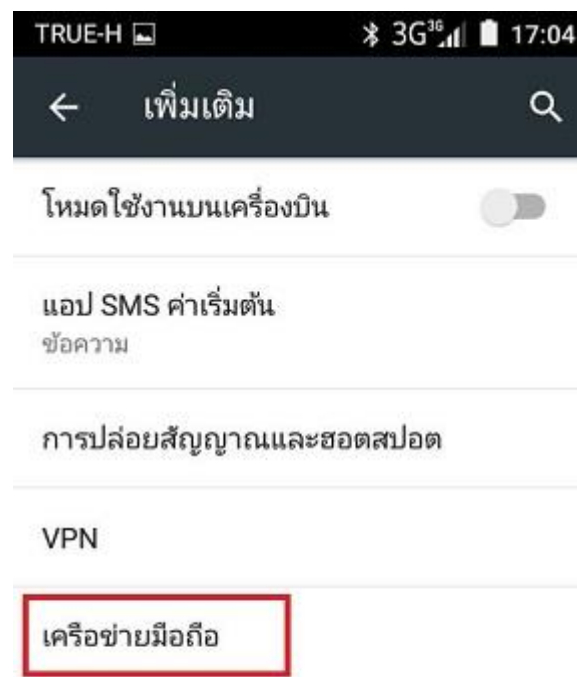 TRUE-H 3G 3G 17:04
เพิ่มเติม
โหมดใช้งานบนเครื่องบิน
แอป SMS ค่าเริ่มต้น
ข้อความ
การปล่อยสัญญาณและฮอตสปอต
VPN
เครือข่ายมือถือ